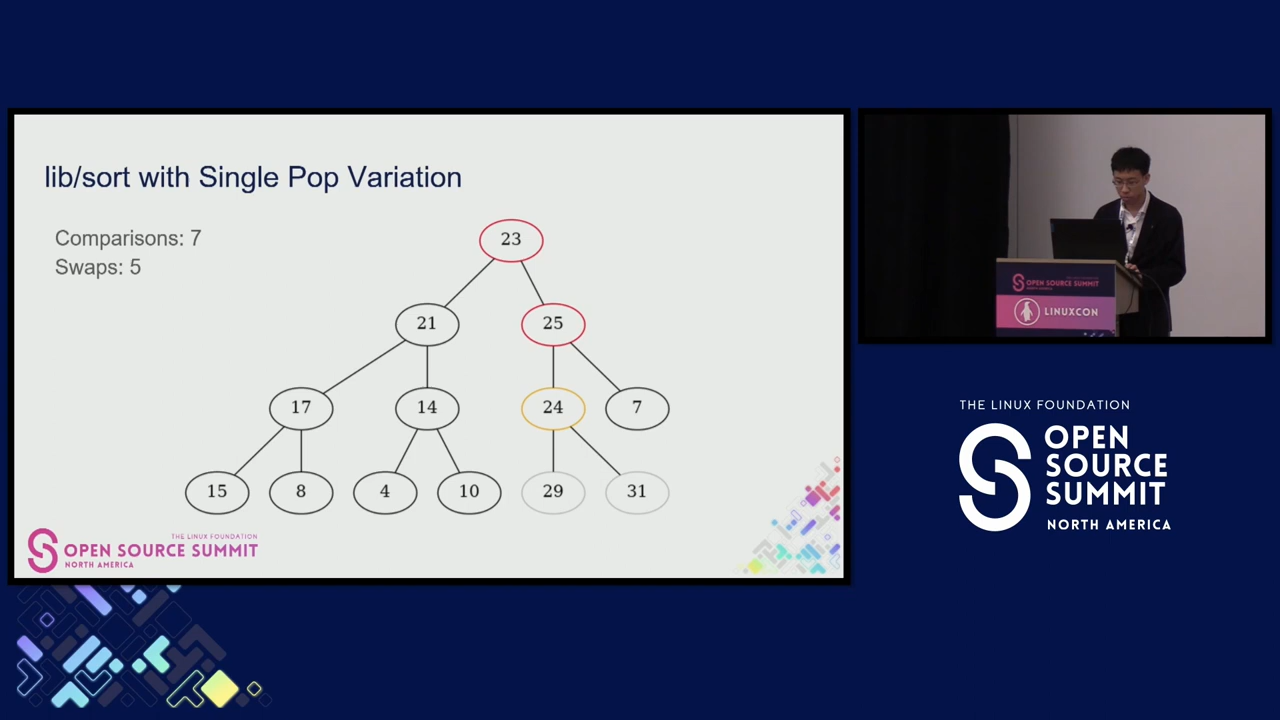 lib/sort with Single Pop Variation
Comparisons: 7
Swaps: 5
23
21 25
17 14 24 7
15 8 4 10 29 31
THE LINUX FOUNDATION
OPEN SOURCE SUMMIT
NORTH AMERICA
OPEN SOURCE SUMMIT
NORTH AMERICA
LINUXCON
THE LINUX FOUNDATION
OPEN
SOURCE
SUMMIT
NORTH AMERICA